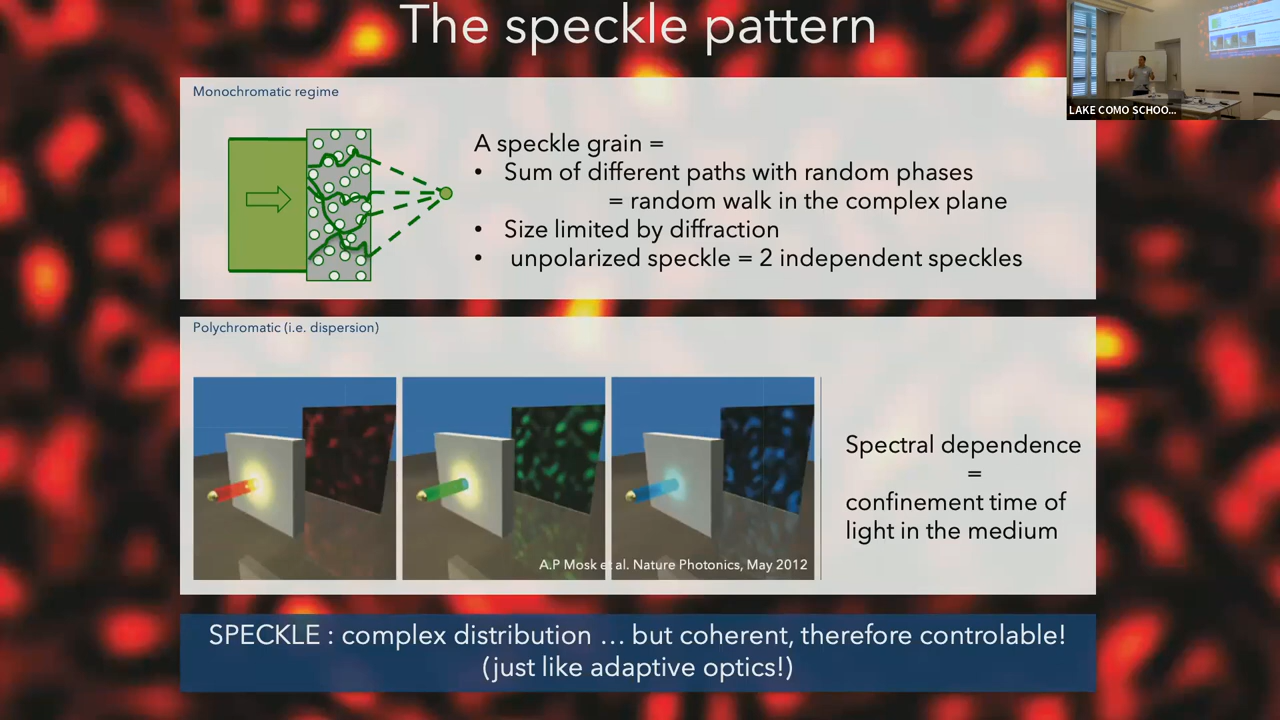 The speckle pattern
LAKE COMO SCHOO...
Monochromatic regime
A speckle grain =
• Sum of different paths with random phases
= random walk in the complex plane
• Size limited by diffraction
• unpolarized speckle = 2 independent speckles
Polychromatic (i.e. dispersion)
Spectral dependence
=
confinement time of
light in the medium
A.P Mosk et al. Nature Photonics, May 2012
SPECKLE : complex distribution ... but coherent, therefore controlable!
(just like adaptive optics!)